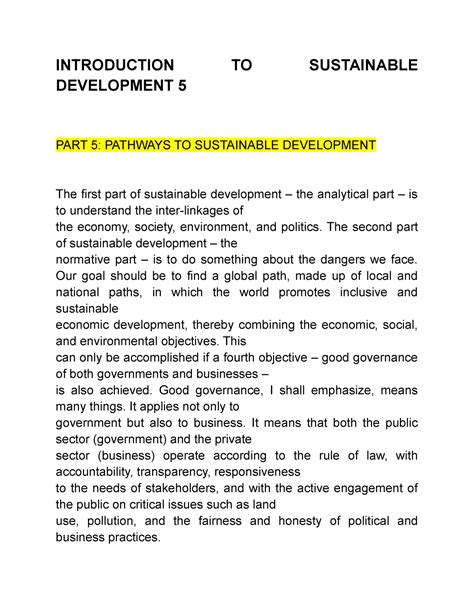 INTRODUCTION TO SUSTAINABLE
DEVELOPMENT 5
PART 5: PATHWAYS TO SUSTAINABLE DEVELOPMENT
The first part of sustainable development – the analytical part – is
to understand the inter-linkages of
the economy, society, environment, and politics. The second part
of sustainable development – the
normative part – is to do something about the dangers we face.
Our goal should be to find a global path, made up of local and
national paths, in which the world promotes inclusive and
sustainable
economic development, thereby combining the economic, social,
and environmental objectives. This
can only be accomplished if a fourth objective – good governance
of both governments and businesses –
is also achieved. Good governance, I shall emphasize, means
many things. It applies not only to
government but also to business. It means that both the public
sector (government) and the private
sector (business) operate according to the rule of law, with
accountability, transparency, responsiveness
to the needs of stakeholders, and with the active engagement of
the public on critical issues such as land
use, pollution, and the fairness and honesty of political and
business practices.